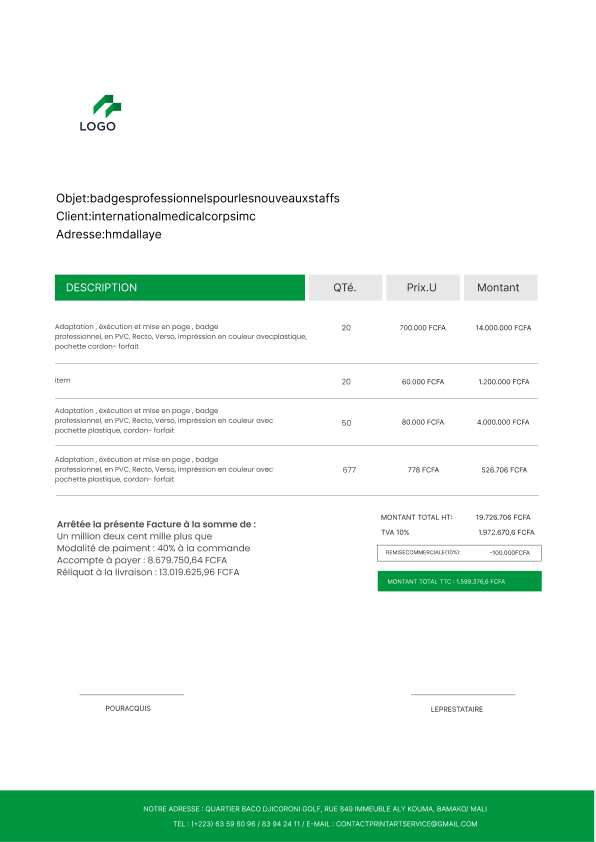 LOGO
Objet:badgesprofessionnelspourlesnouveauxstaffs
Client:internationalmedicalcorpsimc
Adresse:hmdallaye
DESCRIPTION QTé. Prix.U Montant
Adaptation , éxécution et mise en page , badge
professionnel, en PVC, Recto, Verso, impréssion en couleur avecplastique,
pochette cordon- forfait
20 700.000 FCFA 14.000.000 FCFA
item 20 60.000 FCFA 1.200.000 FCFA
Adaptation , éxécution et mise en page , badge
professionnel, en PVC, Recto, Verso, impréssion en couleur avec
pochette plastique, cordon- forfait
50 80.000 FCFA 4.000.000 FCFA
Adaptation , éxécution et mise en page , badge
professionnel, en PVC, Recto, Verso, impréssion en couleur avec
pochette plastique, cordon- forfait
677 778 FCFA 526.706 FCFA
Arrêtée la présente Facture à la somme de :
Un million deux cent mille plus que
Modalité de paiment : 40% à la commande
Accompte à payer : 8.679.750,64 FCFA
Réliquat à la livraison : 13.019.625,96 FCFA
MONTANT TOTAL HT: 19.726.706 FCFA
TVA 10% 1.972.670,6 FCFA
REMISECOMMERCIALE(10%): -100.000FCFA
MONTANT TOTAL TTC : 1.599.376,6 FCFA
POURACQUIS LEPRESTATAIRE
NOTRE ADRESSE : QUARTIER BACO DJICORONI GOLF, RUE 849 IMMEUBLE ALY KOUMA, BAMAKO/ MALI
TEL : (+223) 63 59 80 96 / 83 94 24 11 / E-MAIL : CONTACTPRINTARTSERVICE@GMAIL.COM